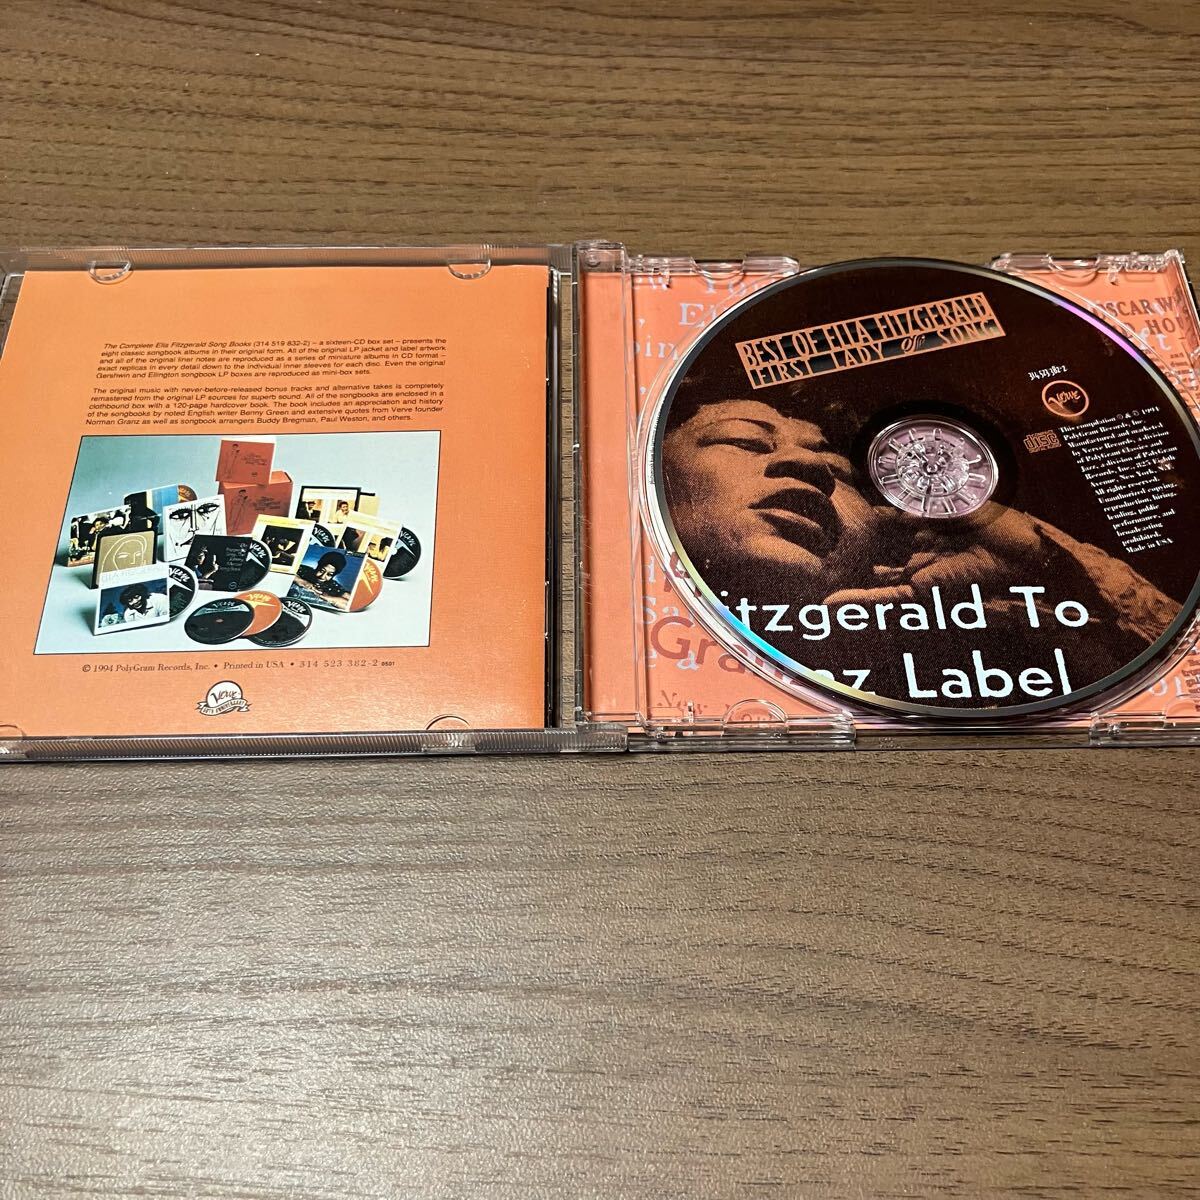 The Complete Ella Fitzgerald Song Books (314 519 832-2) – a sixteen-CD box set – presents the
eight classic songbook albums in their original form. All of the original LP jacket and label artwork
and all of the original liner notes are reproduced as a series of miniature albums in CD format –
exact replicas in every detail down to the individual inner sleeves for each disc. Even the original
Gershwin and Ellington songbook LP boxes are reproduced as mini-box sets.
The original music with never-before-released bonus tracks and alternative takes is completely
remastered from the original LP sources for superb sound. All of the songbooks are enclosed in a
clothbound box with a 120-page hardcover book. The book includes an appreciation and history
of the songbooks by noted English writer Benny Green and extensive quotes from Verve founder
Norman Granz as well as songbook arrangers Buddy Bregman, Paul Weston, and others.
© 1994 PolyGram Records, Inc. • Printed in USA • 314 523 382-2 0501
Verve
50TH ANNIVERSARY
BEST OF ELLA FITZGERALD
FIRST LADY OF SONG
314 523 382-2
Verve
disc
This compilation ℗ & © 1994
PolyGram Records, Inc.
Manufactured and marketed
by Verve Records, a division
of PolyGram Classics and
Jazz, a division of PolyGram
Records, Inc., 825 Eighth
Avenue, New York, N.Y.
All rights reserved.
Unauthorized copying,
reproduction, hiring,
lending, public
performance, and
broadcasting
prohibited.
Made in USA
itzgerald To
Gra
z Label
OSCAR W
HO